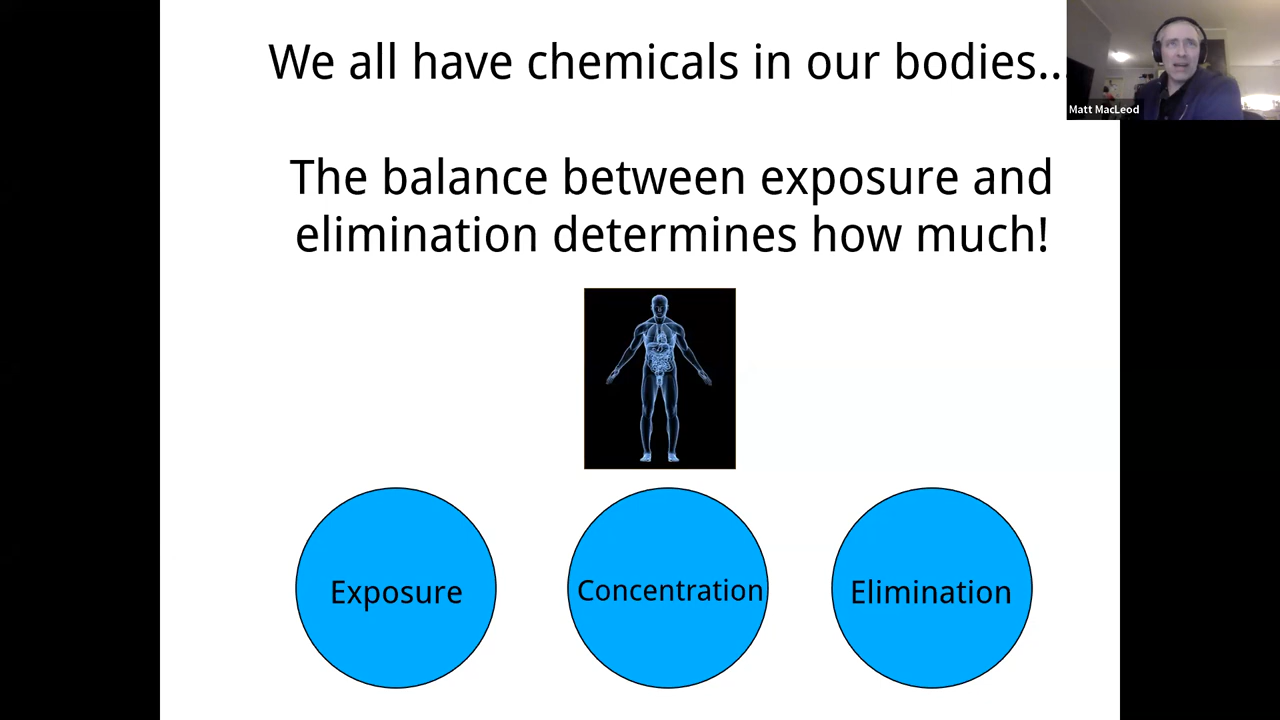 We all have chemicals in our bodies...
Matt MacLeod
The balance between exposure and
elimination determines how much!
Exposure
Concentration
Elimination